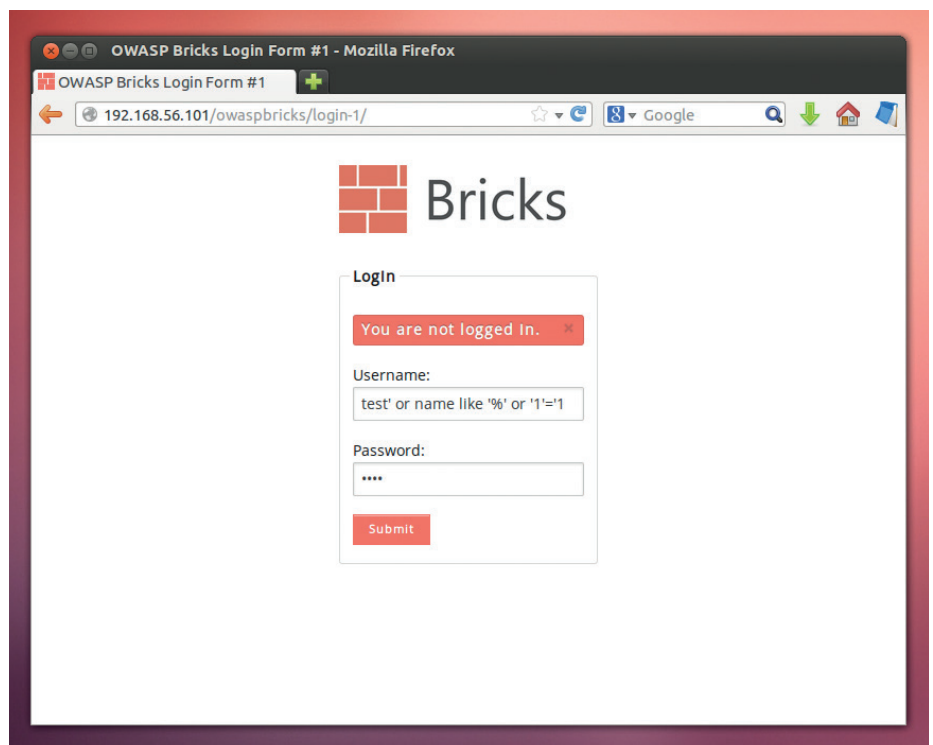 OWASP Bricks Login Form #1 - Mozilla Firefox
OWASP Bricks Login Form #1
192.168.56.101/owaspbricks/login-1/
8 Google
Bricks
LogIn
You are not logged in. ×
Username:
test' or name like '%' or '1'='1
Password:
••••
Submit